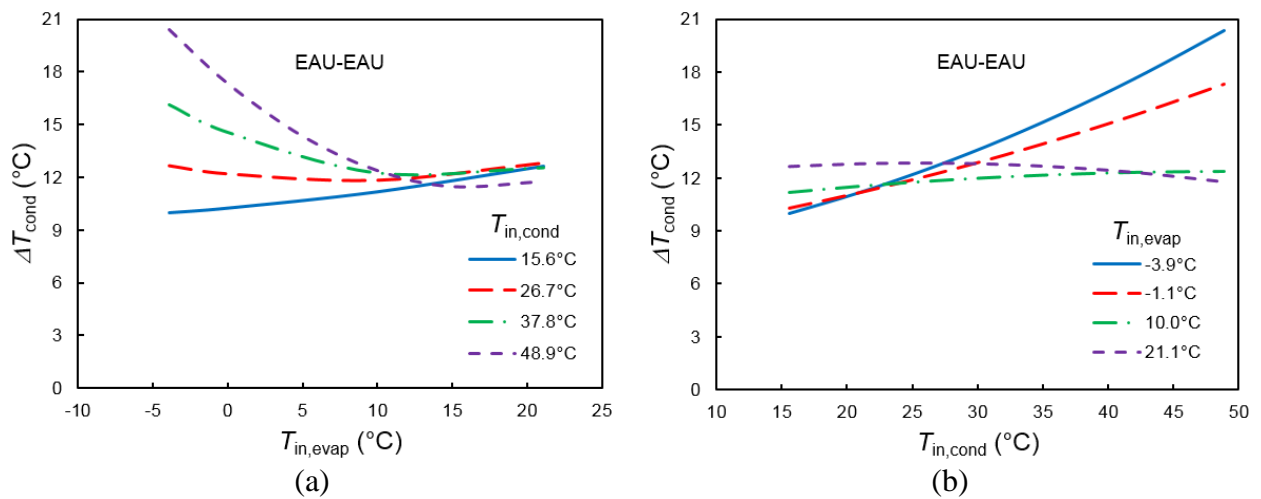 21
18
15
12
9
6
3
0
ΔTcond (°C)
EAU-EAU
Tin,cond
15.6°C
26.7°C
37.8°C
48.9°C
-10 -5 0 5 10 15 20 25
Tin,evap (°C)
(a)
21
18
15
12
9
6
3
0
ΔTcond (°C)
EAU-EAU
Tin,evap
-3.9°C
-1.1°C
10.0°C
21.1°C
10 15 20 25 30 35 40 45 50
Tin,cond (°C)
(b)